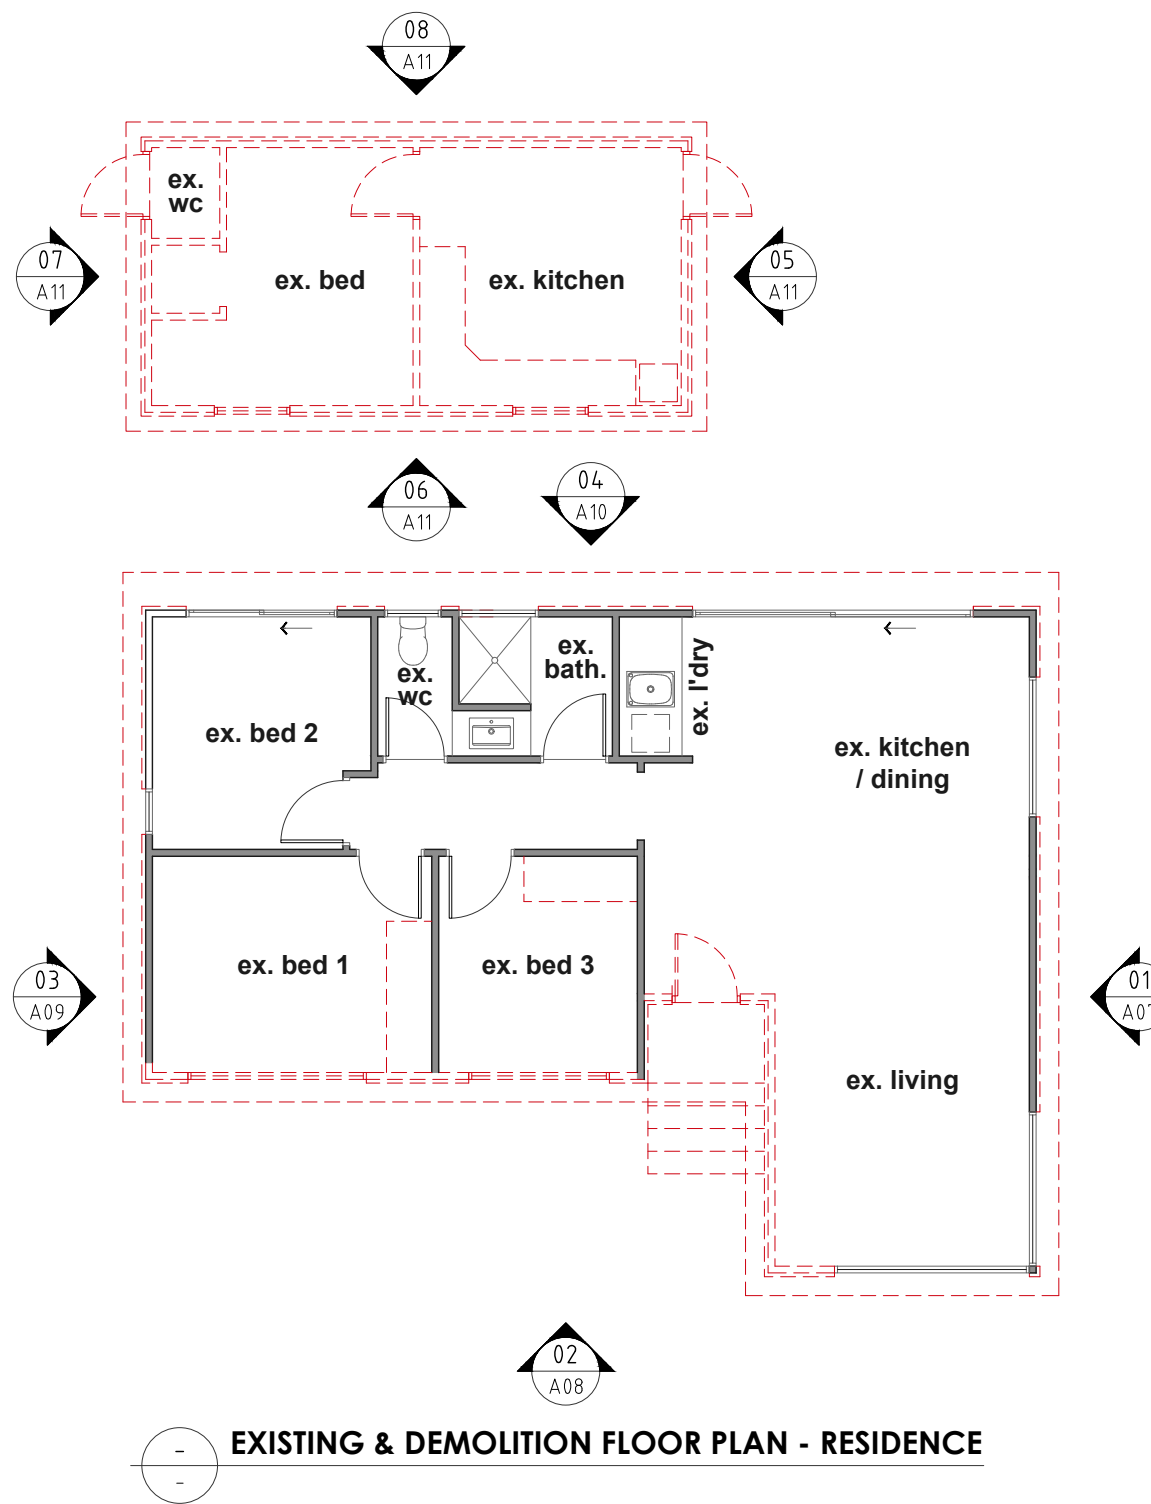 08
A11
ex.
wc
07
A11
ex. bed
ex. kitchen
05
A11
06
A11
04
A10
ex.
bath.
ex.
wc
ex. l'dry
ex. bed 2
ex. kitchen
/ dining
03
A09
ex. bed 1
ex. bed 3
01
ex. living
02
A08
-
EXISTING & DEMOLITION FLOOR PLAN - RESIDENCE
-